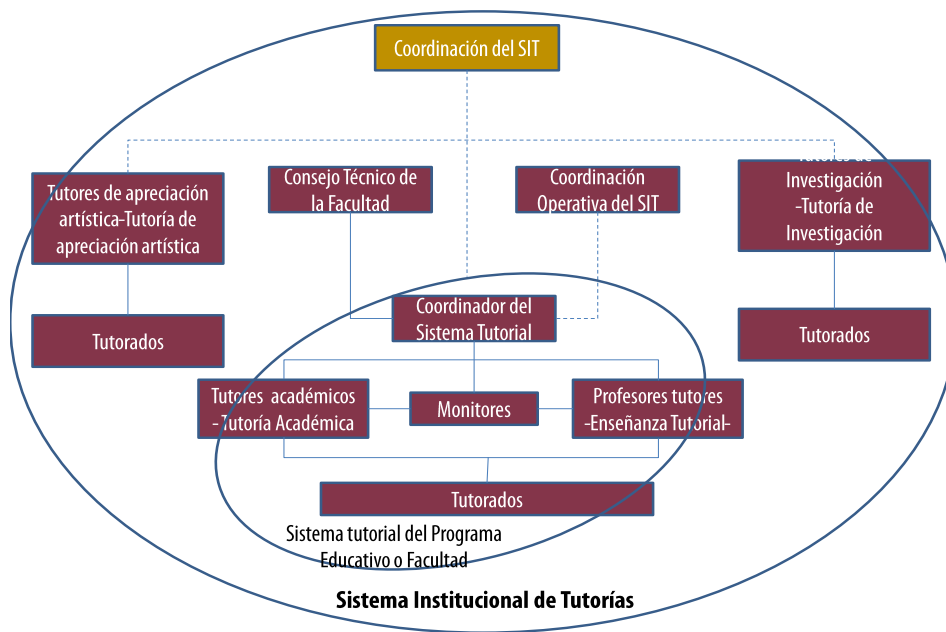 Coordinación del SIT
Tutores de apreciación
artística-Tutoría de
apreciación artística
Consejo Técnico de
la Facultad
Coordinación
Operativa del SIT
Tutores de
Investigación
-Tutoría de
Investigación
Tutorados
Coordinador del
Sistema Tutorial
Tutorados
Tutores académicos
- Tutoría Académica
Monitores
Profesores tutores
-Enseñanza Tutorial-
Tutorados
Sistema tutorial del Programa
Educativo o Facultad
Sistema Institucional de Tutorías